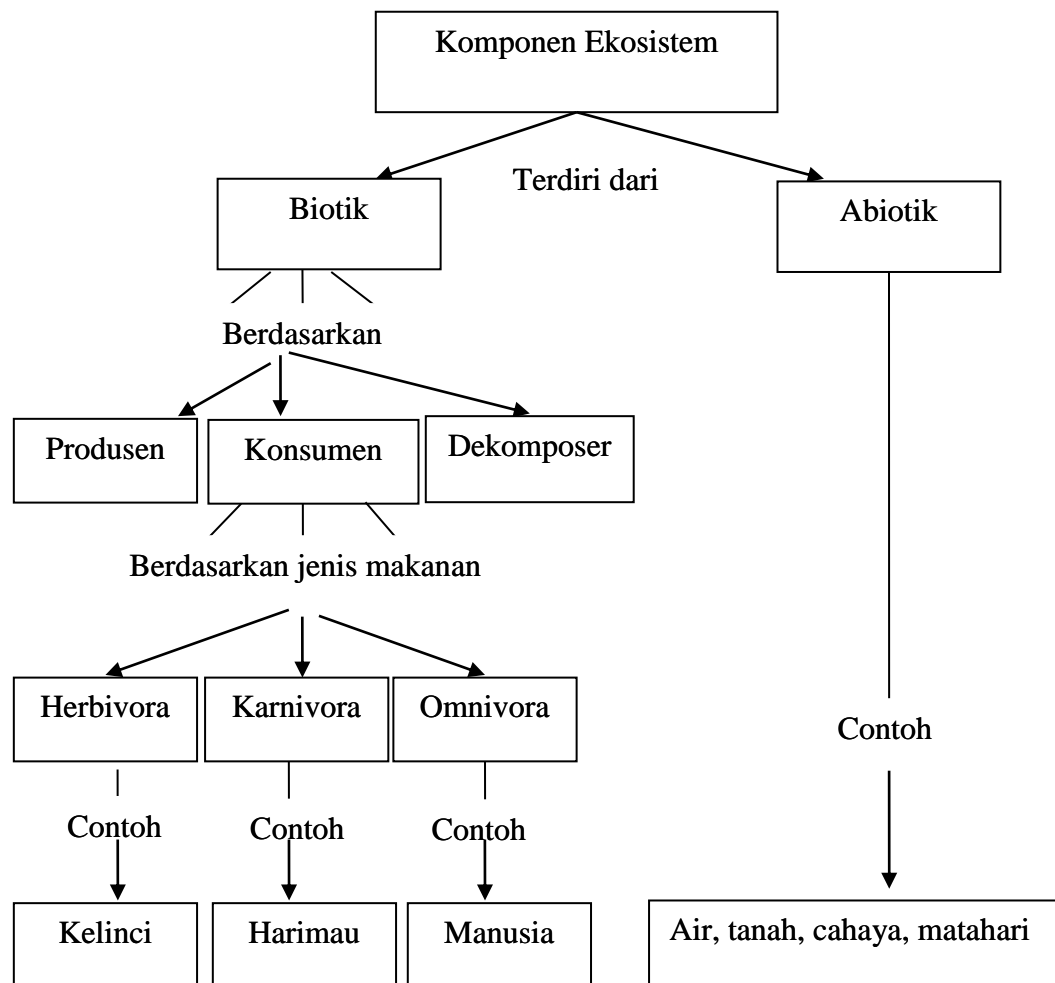 Komponen Ekosistem
Terdiri dari
Biotik
Abiotik
Berdasarkan
Produsen
Konsumen
Dekomposer
Berdasarkan jenis makanan
Herbivora
Karnivora
Omnivora
Contoh
Contoh
Contoh
Contoh
Kelinci
Harimau
Manusia
Air, tanah, cahaya, matahari